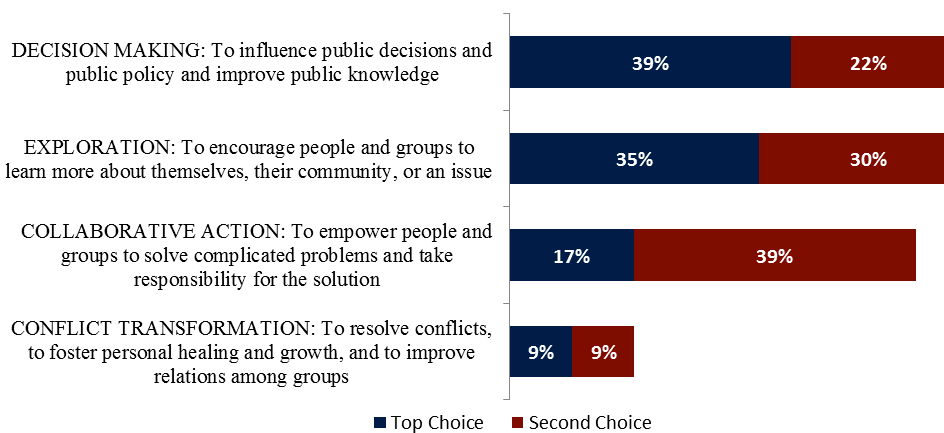 DECISION MAKING: To influence public decisions and
public policy and improve public knowledge
39%
22%
EXPLORATION: To encourage people and groups to
learn more about themselves, their community, or an issue
35%
30%
COLLABORATIVE ACTION: To empower people and
groups to solve complicated problems and take
responsibility for the solution
17%
39%
CONFLICT TRANSFORMATION: To resolve conflicts,
to foster personal healing and growth, and to improve
relations among groups
9%
9%
Top Choice
Second Choice